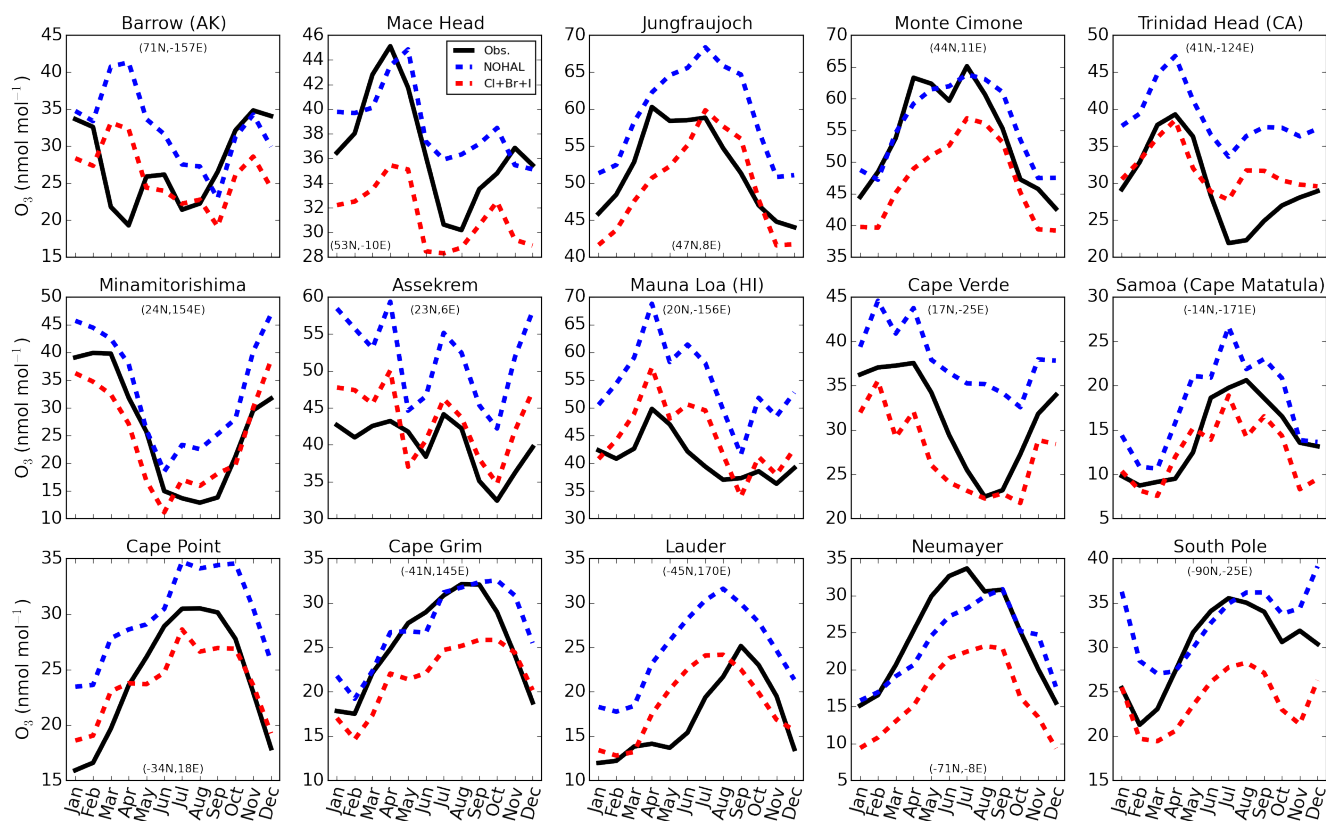 Barrow (AK) Mace Head Jungfraujoch Monte Cimone Trinidad Head (CA)
O3 (nmol mol−1)
45 40 35 30 25 20 15
(71N,-157E)
46 44 42 40 38 36 34 32 30 28
Obs.
NOHAL
Cl+Br+I
(53N,-10E)
70 65 60 55 50 45 40
(47N,8E)
70 65 60 55 50 45 40 35
(44N,11E)
50 45 40 35 30 25 20
(41N,-124E)
Minamitorishima Assekrem Mauna Loa (HI) Cape Verde Samoa (Cape Matatula)
O3 (nmol mol−1)
50 45 40 35 30 25 20 15 10
(24N,154E)
60 55 50 45 40 35 30
(23N,6E)
70 65 60 55 50 45 40 35 30
(20N,-156E)
45 40 35 30 25 20
(17N,-25E)
30 25 20 15 10 5
(-14N,-171E)
Cape Point Cape Grim Lauder Neumayer South Pole
O3 (nmol mol−1)
35 30 25 20 15
(-34N,18E)
35 30 25 20 15 10
(-41N,145E)
35 30 25 20 15 10
(-45N,170E)
35 30 25 20 15 10 5
(-71N,-8E)
40 35 30 25 20 15
(-90N,-25E)
Jan Feb Mar Apr May Jun Jul Aug Sep Oct Nov Dec
Jan Feb Mar Apr May Jun Jul Aug Sep Oct Nov Dec
Jan Feb Mar Apr May Jun Jul Aug Sep Oct Nov Dec
Jan Feb Mar Apr May Jun Jul Aug Sep Oct Nov Dec
Jan Feb Mar Apr May Jun Jul Aug Sep Oct Nov Dec